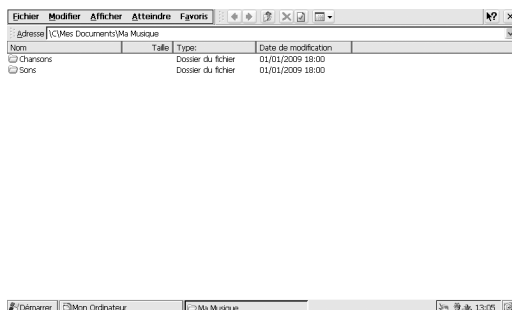 Fichier Modifier Afficher Atteindre Favoris
Adresse \C\Mes Documents\Ma Musique
Nom Taille Type: Date de modification
Chansons Dossier du fichier 01/01/2009 18:00
Sons Dossier du fichier 01/01/2009 18:00
Démarrer Mon Ordinateur Ma Musique 13:05